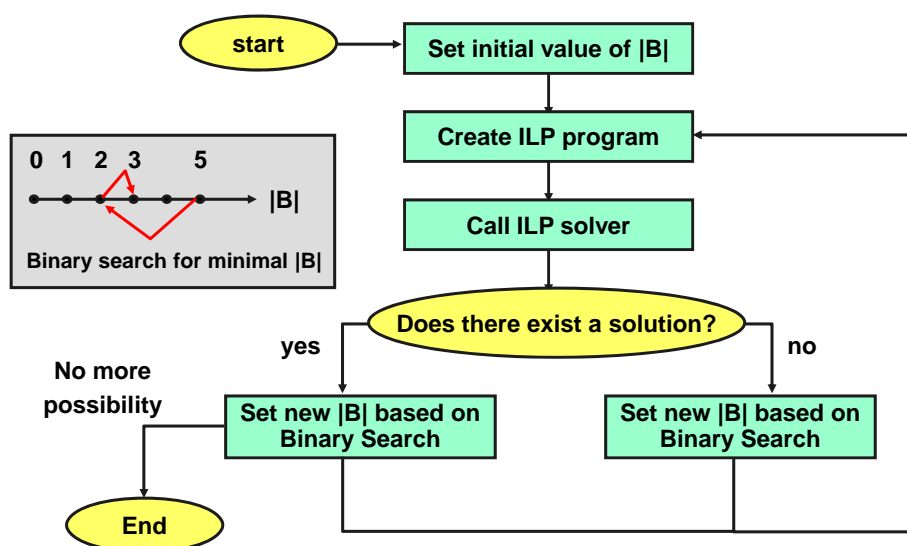 start
Set initial value of |B|
Create ILP program
0 1 2 3 5
|B|
Binary search for minimal |B|
Call ILP solver
Does there exist a solution?
yes
no
No more
possibility
Set new |B| based on
Binary Search
Set new |B| based on
Binary Search
End